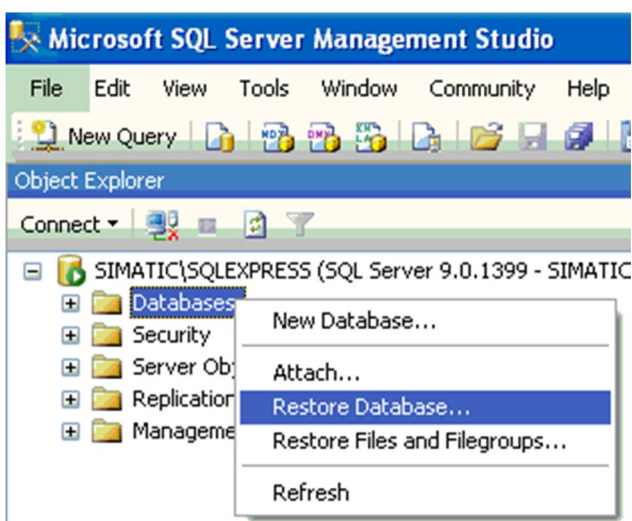 Microsoft SQL Server Management Studio
File Edit View Tools Window Community Help
New Query
Object Explorer
Connect
SIMATIC\SQLEXPRESS (SQL Server 9.0.1399 - SIMATIC
Databases
Security
Server Obj
Replication
Manageme
New Database...
Attach...
Restore Database...
Restore Files and Filegroups...
Refresh